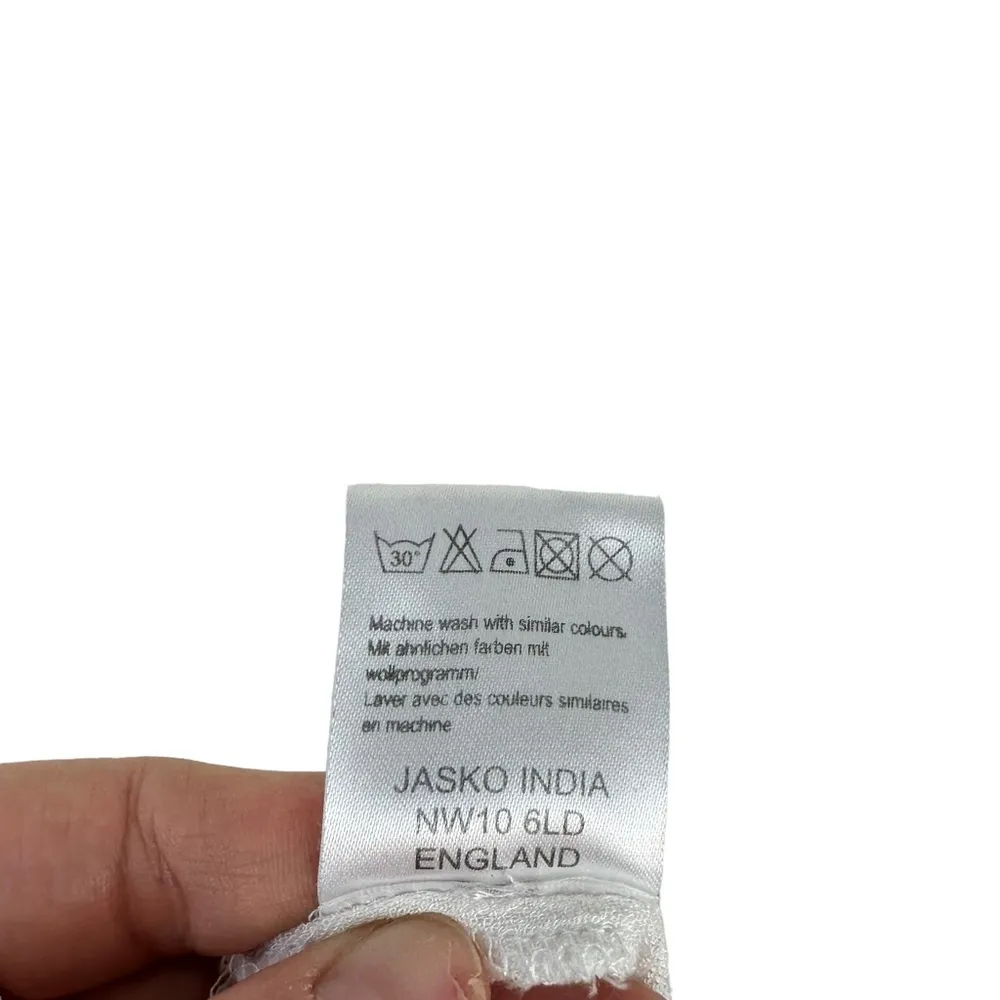 30°
Machine wash with similar colours.
Mit ahnlichen farben mit
wollprogramm/
Laver avec des couleurs similaires
en machine
JASKO INDIA
NW10 6LD
ENGLAND